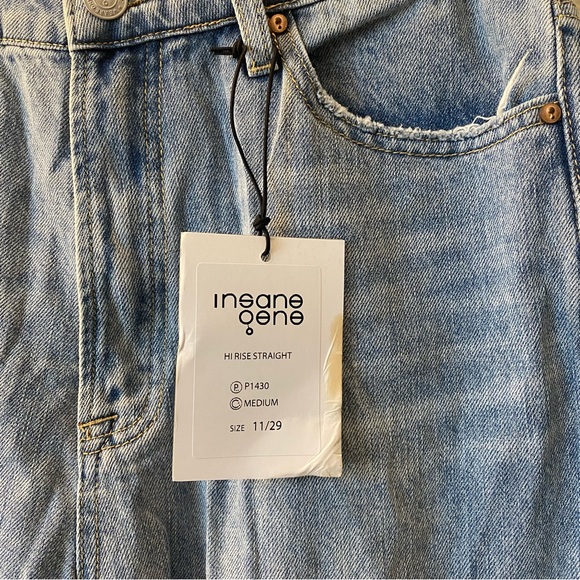 insane
gene
HI RISE STRAIGHT
P P1430
C MEDIUM
SIZE 11/29